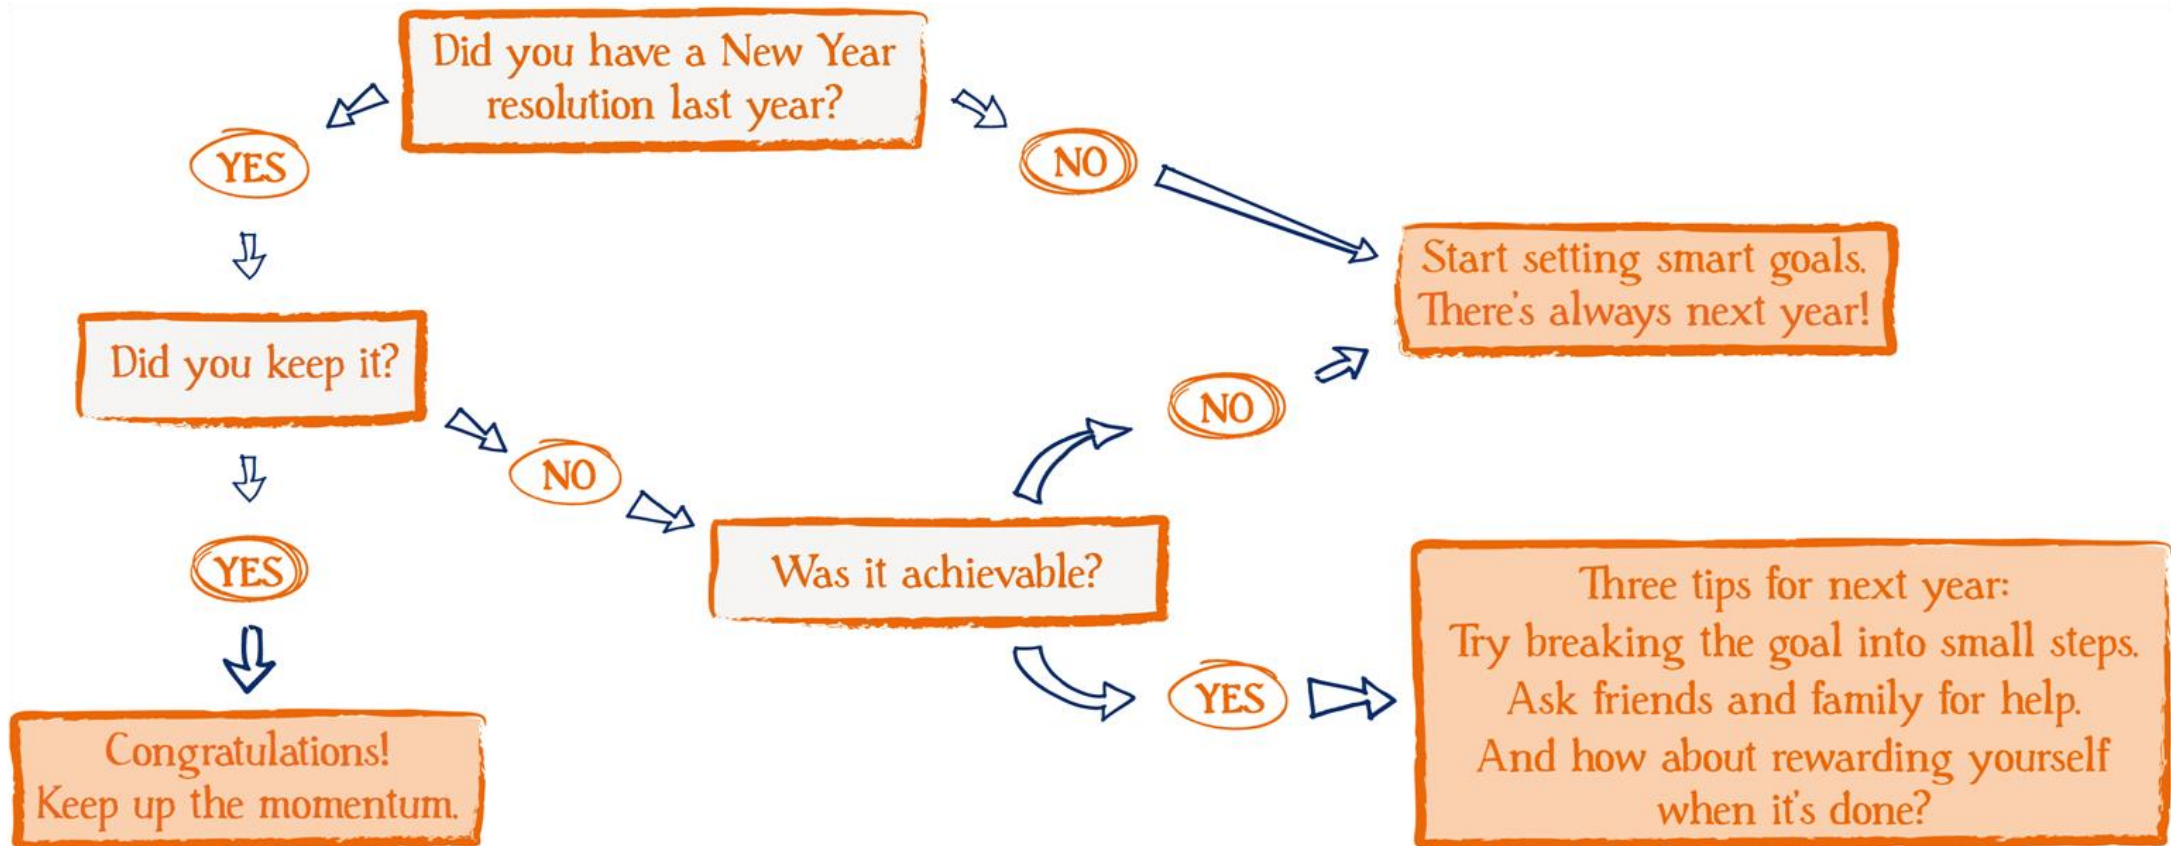 Did you have a New Year
resolution last year?
YES
NO
Start setting smart goals.
There's always next year!
Did you keep it?
NO
NO
YES
Was it achievable?
Three tips for next year:
Try breaking the goal into small steps.
Ask friends and family for help.
And how about rewarding yourself
when it's done?
YES
Congratulations!
Keep up the momentum.